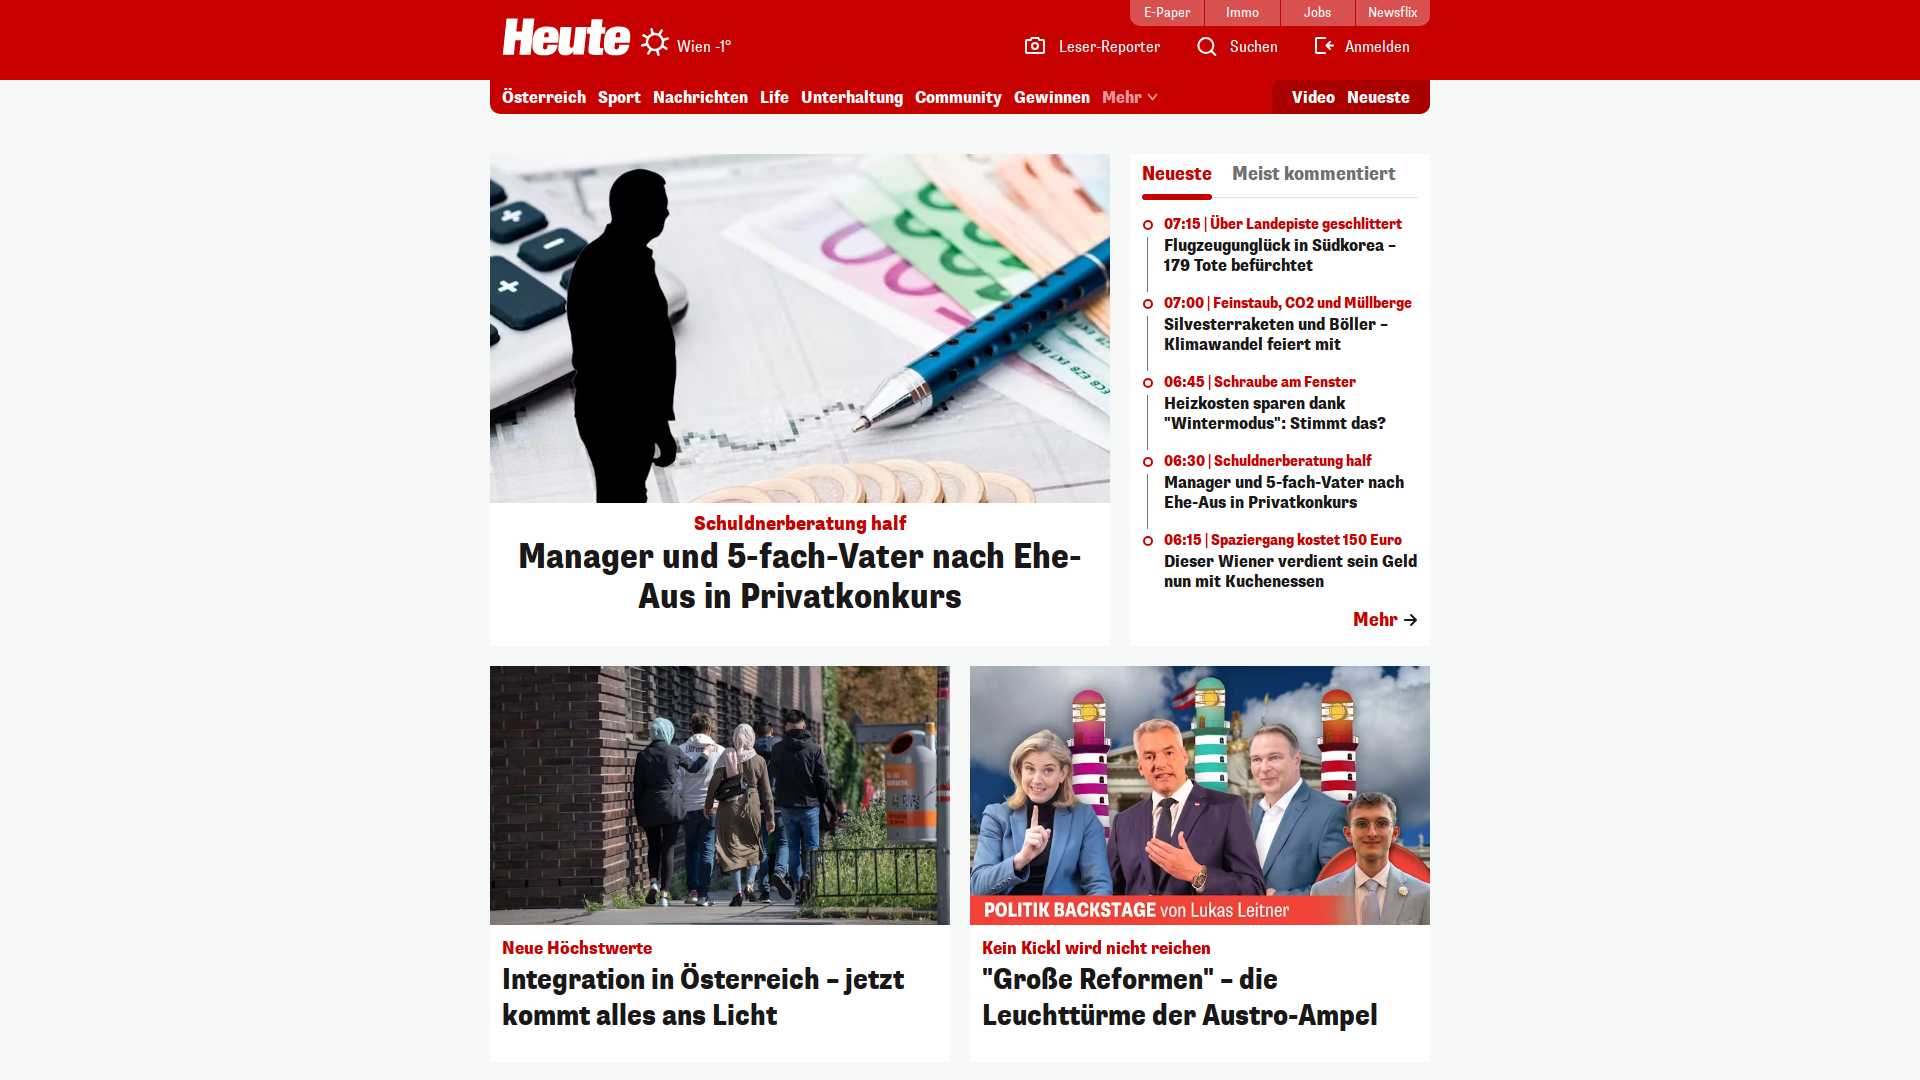 E-Paper
Immo
Jobs
Newsflix
Heute
Wien -1°
Leser-Reporter
Suchen
Anmelden
Österreich
Sport
Nachrichten
Life
Unterhaltung
Community
Gewinnen
Mehr
Video
Neueste
Schuldnerberatung half
Manager und 5-fach-Vater nach Ehe-
Aus in Privatkonkurs
Neueste
Meist kommentiert
07:15 | Über Landepiste geschlittert
Flugzeugunglück in Südkorea –
179 Tote befürchtet
07:00 | Feinstaub, CO2 und Müllberge
Silvesterraketen und Böller –
Klimawandel feiert mit
06:45 | Schraube am Fenster
Heizkosten sparen dank
"Wintermodus": Stimmt das?
06:30 | Schuldnerberatung half
Manager und 5-fach-Vater nach
Ehe-Aus in Privatkonkurs
06:15 | Spaziergang kostet 150 Euro
Dieser Wiener verdient sein Geld
nun mit Kuchenessen
Mehr
Neue Höchstwerte
Integration in Österreich – jetzt
kommt alles ans Licht
POLITIK BACKSTAGE von Lukas Leitner
Kein Kickl wird nicht reichen
"Große Reformen" – die
Leuchttürme der Austro-Ampel